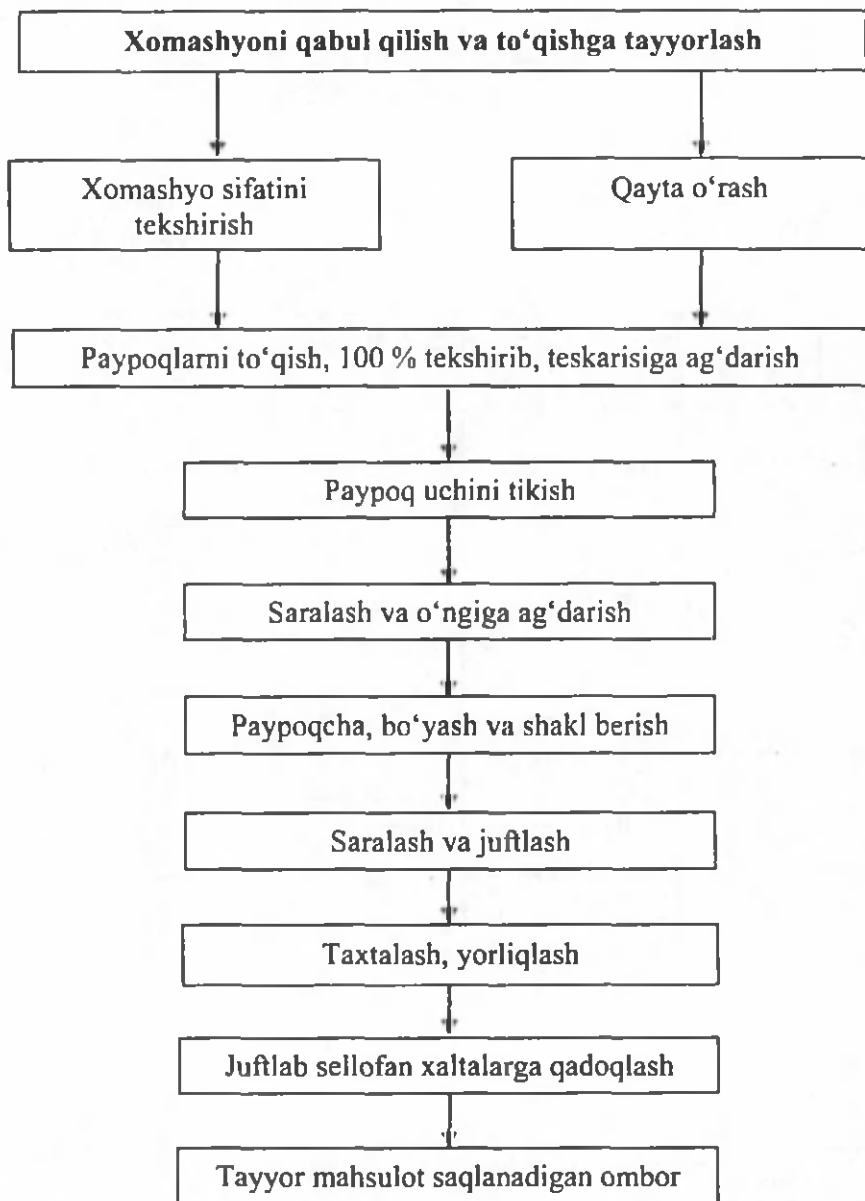 Xomashyoni qabul qilish va to‘qishga tayyorlash
Xomashyo sifatini
tekshirish
Qayta o‘rash
Paypoqlarni to‘qish, 100 % tekshirib, teskarisiga ag‘darish
Paypoq uchini tikish
Saralash va o‘ngiga ag‘darish
Paypoqcha, bo‘yash va shakl berish
Saralash va juftlash
Taxtalash, yorliqlash
Juftlab sellofan xaltalarga qadoqlash
Tayyor mahsulot saqlanadigan ombor